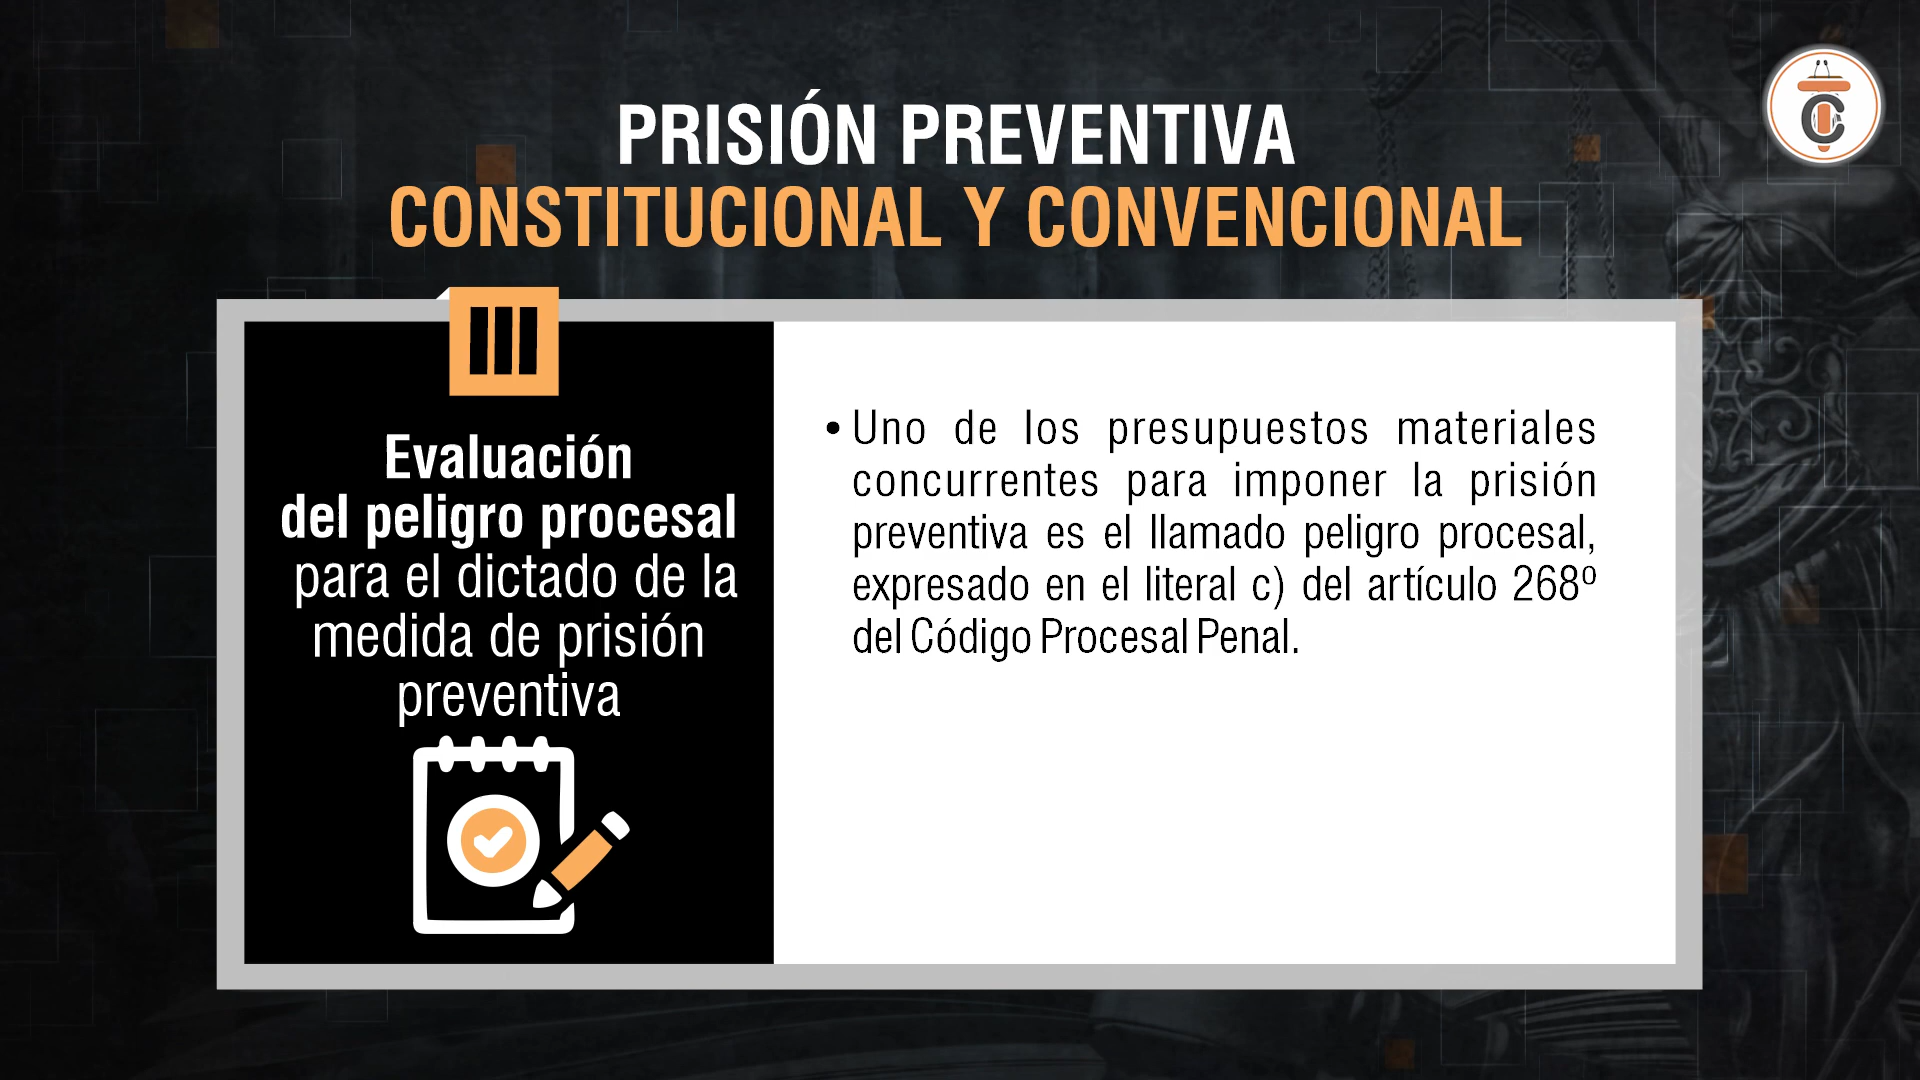 PRISIÓN PREVENTIVA
CONSTITUCIONAL Y CONVENCIONAL
III
Evaluación
del peligro procesal
para el dictado de la
medida de prisión
preventiva
• Uno de los presupuestos materiales
concurrentes para imponer la prisión
preventiva es el llamado peligro procesal,
expresado en el literal c) del artículo 268º
del Código Procesal Penal.